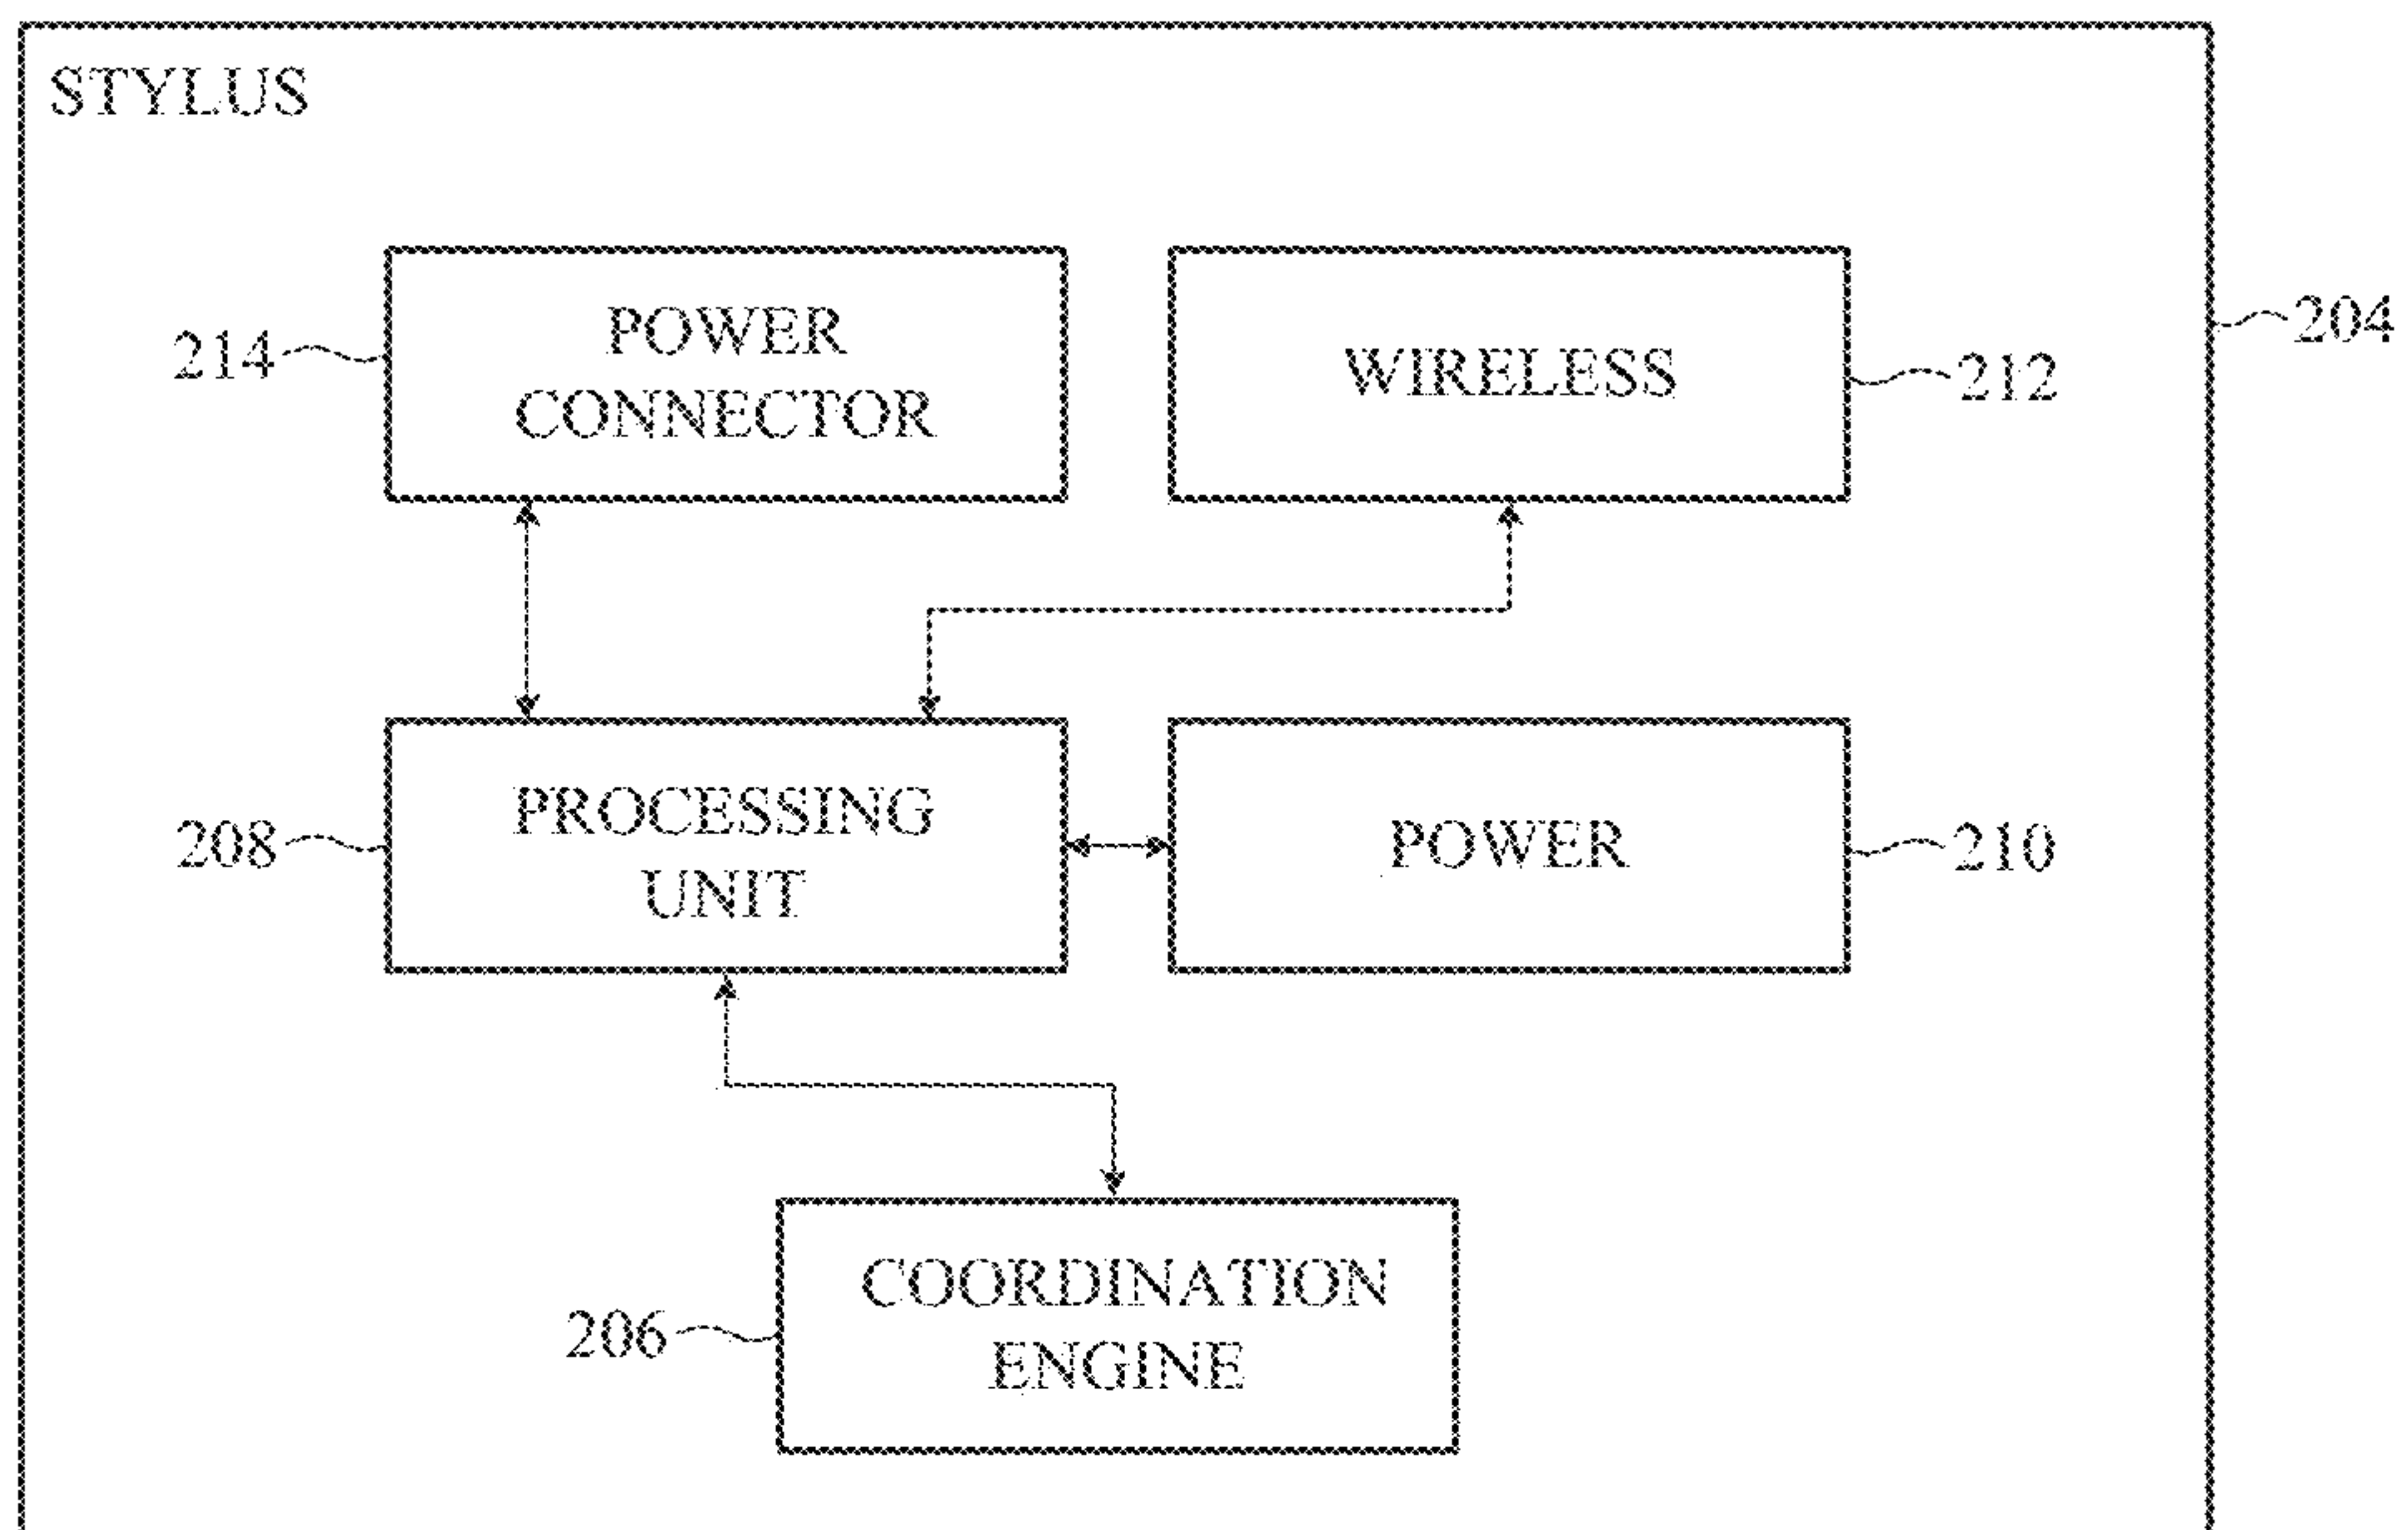 STYLUS
POWER
CONNECTOR
214
WIRELESS
212
204
PROCESSING
UNIT
208
POWER
210
COORDINATION
ENGINE
206